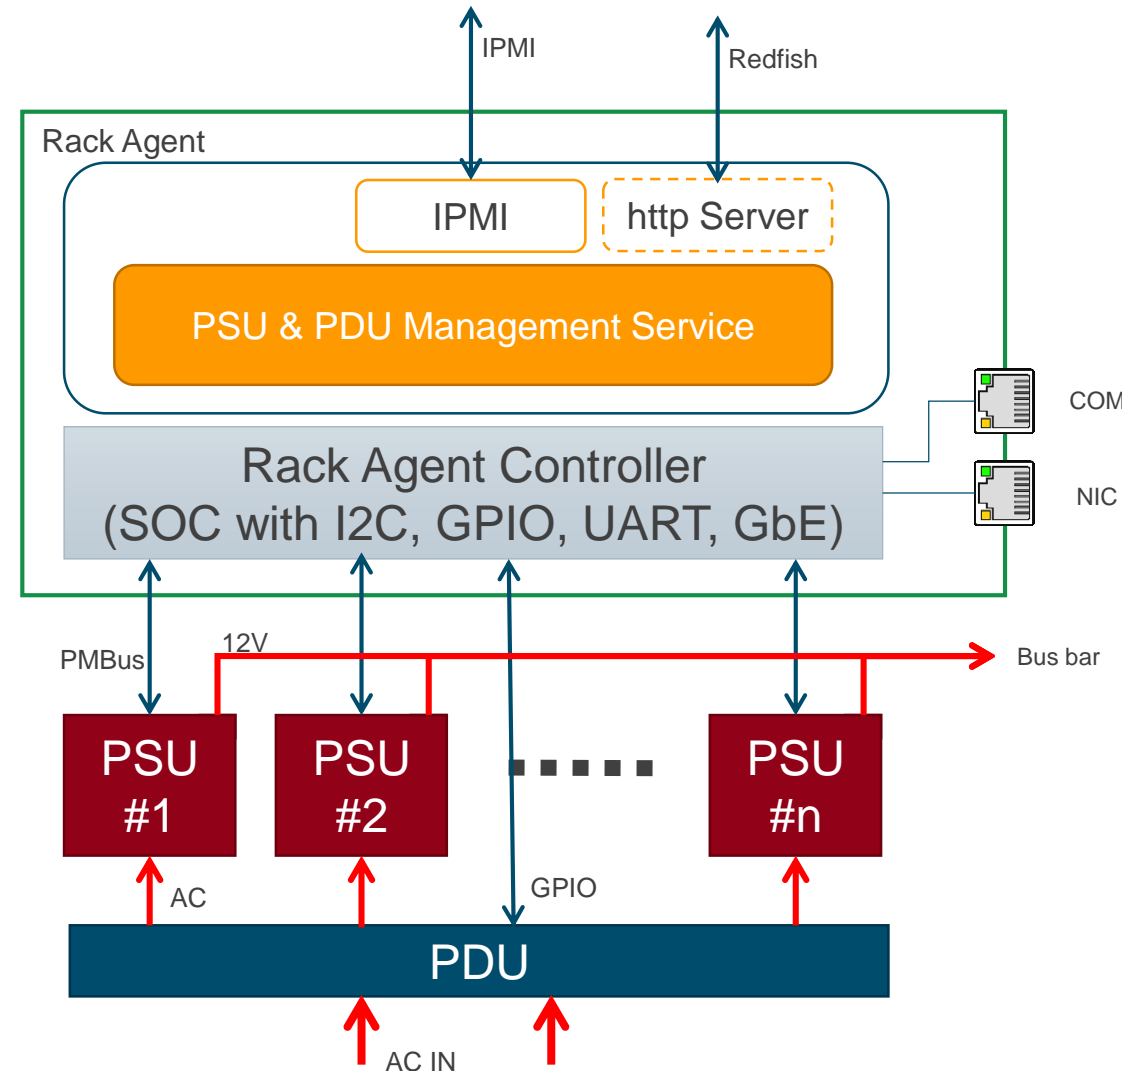 IPMI
Redfish
Rack Agent
IPMI
http Server
PSU & PDU Management Service
COM
Rack Agent Controller
(SOC with I2C, GPIO, UART, GbE)
NIC
12V
PMBus
Bus bar
PSU
#1
PSU
#2
PSU
#n
AC
GPIO
PDU
AC IN